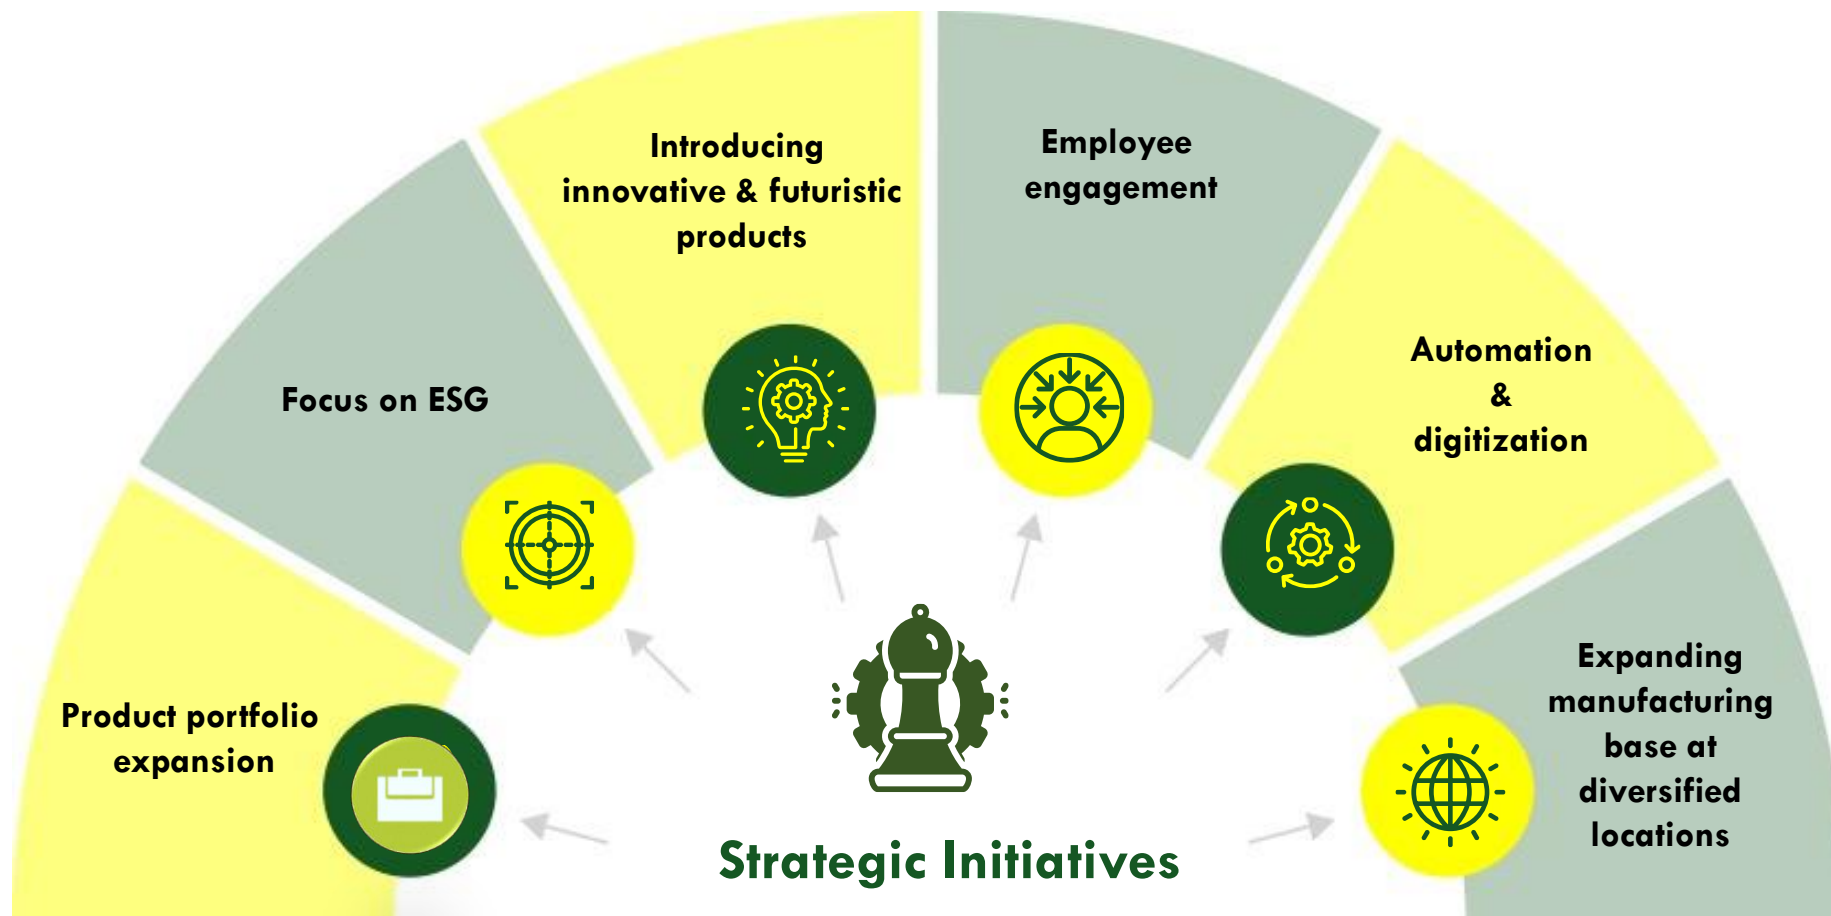 Product portfolio
expansion
Focus on ESG
Introducing
innovative & futuristic
products
Employee
engagement
Automation
&
digitization
Expanding
manufacturing
base at
diversified
locations
Strategic Initiatives